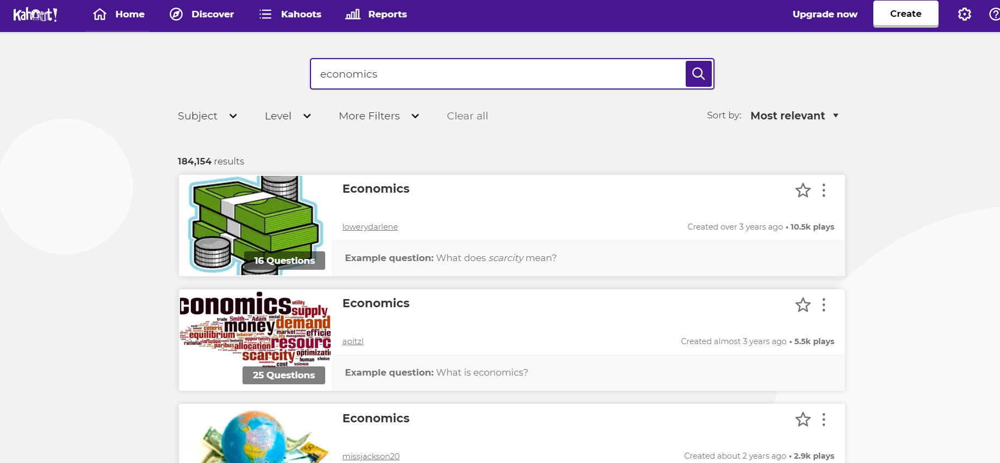 Kahoot!
Home
Discover
Kahoots
Reports
Upgrade now
Create
economics
Subject
Level
More Filters
Clear all
Sort by: Most relevant
184,154 results
16 Questions
Economics
lowerydarlene
Created over 3 years ago • 10.5k plays
Example question: What does scarcity mean?
conomics
utility
supply
trade Smith Adam social
ceteris money demand
market
efficie
equilibrium behavior
life management
opportunity
resourc
rational inflation business
paribus allocation
scarcity optimizatio
human choice
cost science
25 Questions
Economics
apitzl
Created almost 3 years ago • 5.5k plays
Example question: What is economics?
Economics
missjackson20
Created about 2 years ago • 2.9k plays